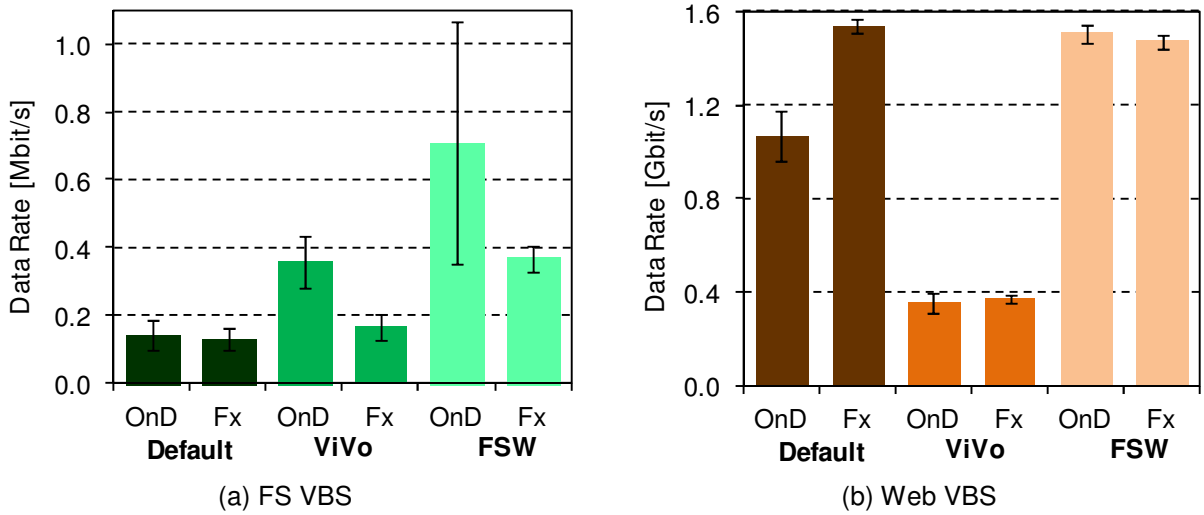 Data Rate [Mbit/s]
1.0
0.8
0.6
0.4
0.2
0.0
OnD Fx OnD Fx OnD Fx
Default ViVo FSW
(a) FS VBS
Data Rate [Gbit/s]
1.6
1.2
0.8
0.4
0.0
OnD Fx OnD Fx OnD Fx
Default ViVo FSW
(b) Web VBS